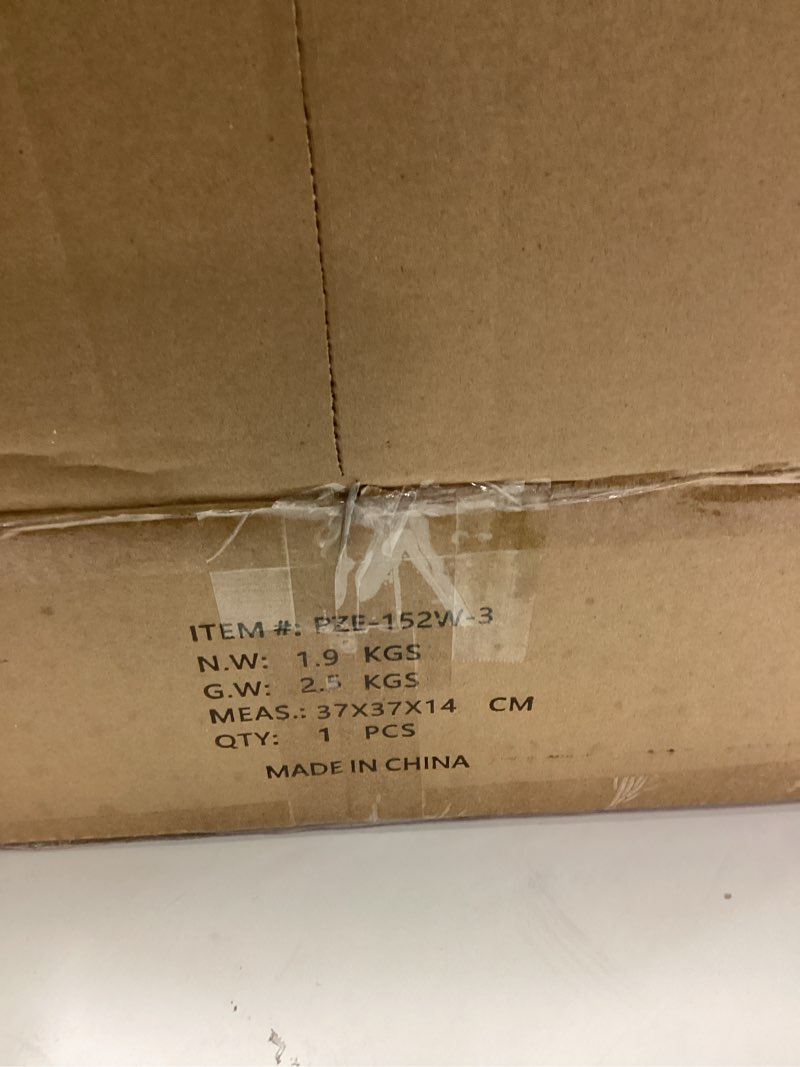 ITEM #: PZE-152W-3
N.W: 1.9 KGS
G.W: 2.5 KGS
MEAS.: 37X37X14 CM
QTY: 1 PCS
MADE IN CHINA